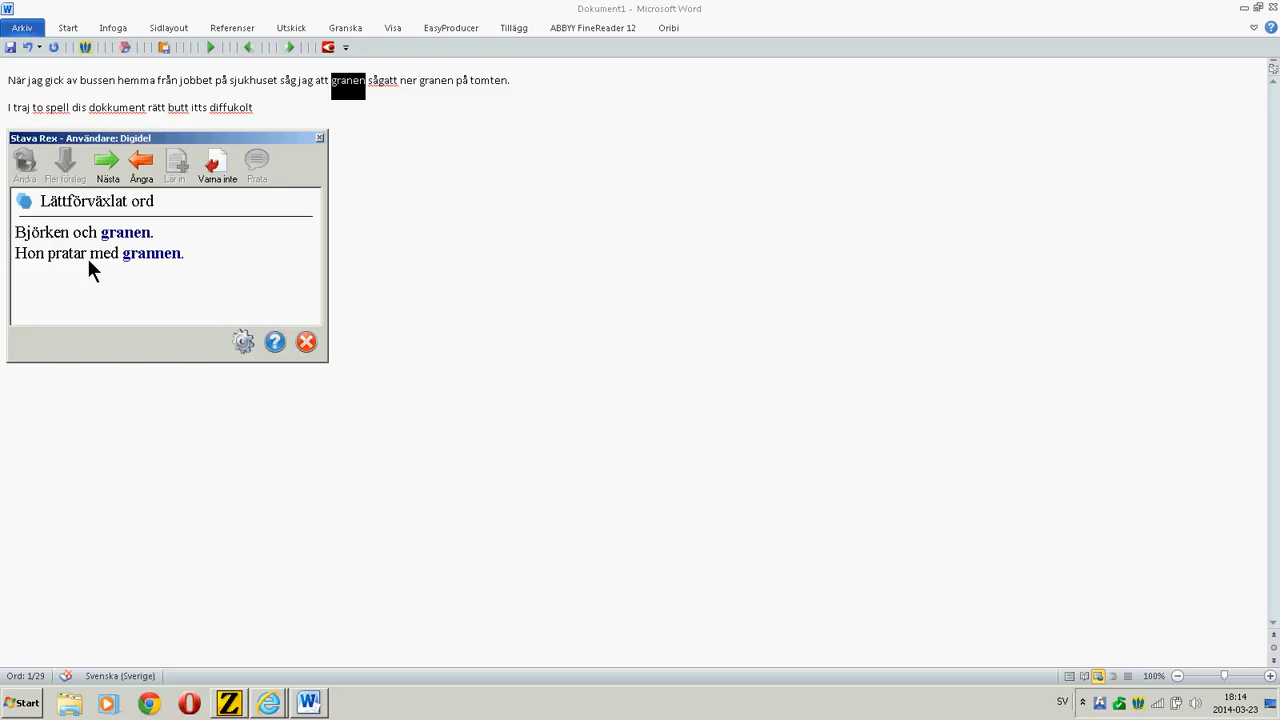 Dokument1 - Microsoft Word
Arkiv Start Infoga Sidlayout Referenser Utskick Granska Visa EasyProducer Tillägg ABBYY FineReader 12 Oribi
När jag gick av bussen hemma från jobbet på sjukhuset såg jag att granen sågatt ner granen på tomten.
I traj to spell dis dokkument rätt butt itts diffukolt
Stava Rex - Användare: Digidel
Ändra Fler förslag Nästa Ångra Lär in Varna inte Prata
Lättförväxlat ord
Björken och granen.
Hon pratar med grannen.
Ord: 1/29 Svenska (Sverige) 100%
Start SV 18:14
2014-03-23